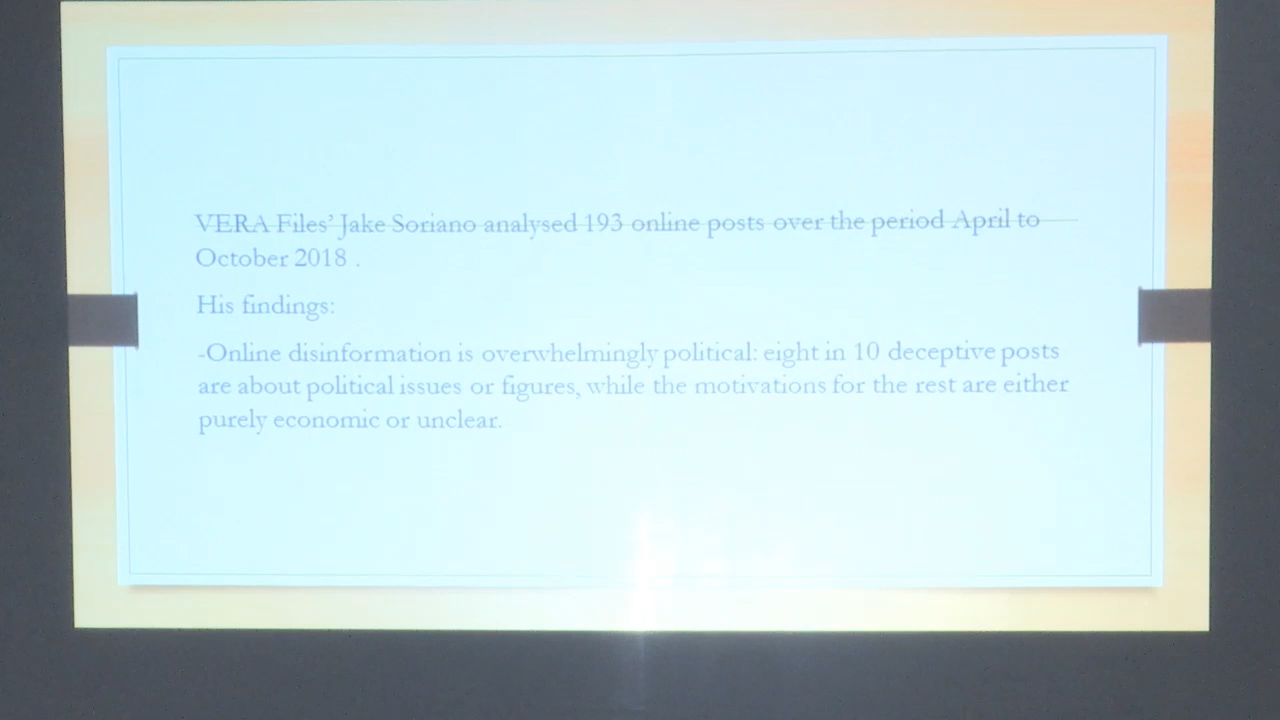 VERA Files' Jake Soriano analysed 193 online posts over the period April to
October 2018 .
His findings:
-Online disinformation is overwhelmingly political: eight in 10 deceptive posts
are about political issues or figures, while the motivations for the rest are either
purely economic or unclear.